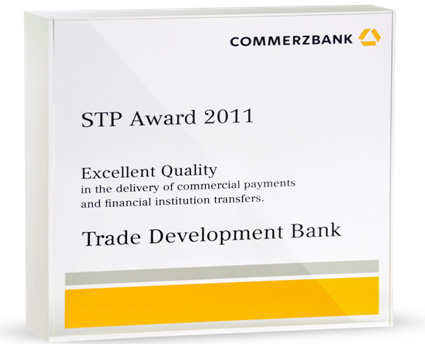 COMMERZBANK
STP Award 2011
Excellent Quality
in the delivery of commercial payments
and financial institution transfers.
Trade Development Bank